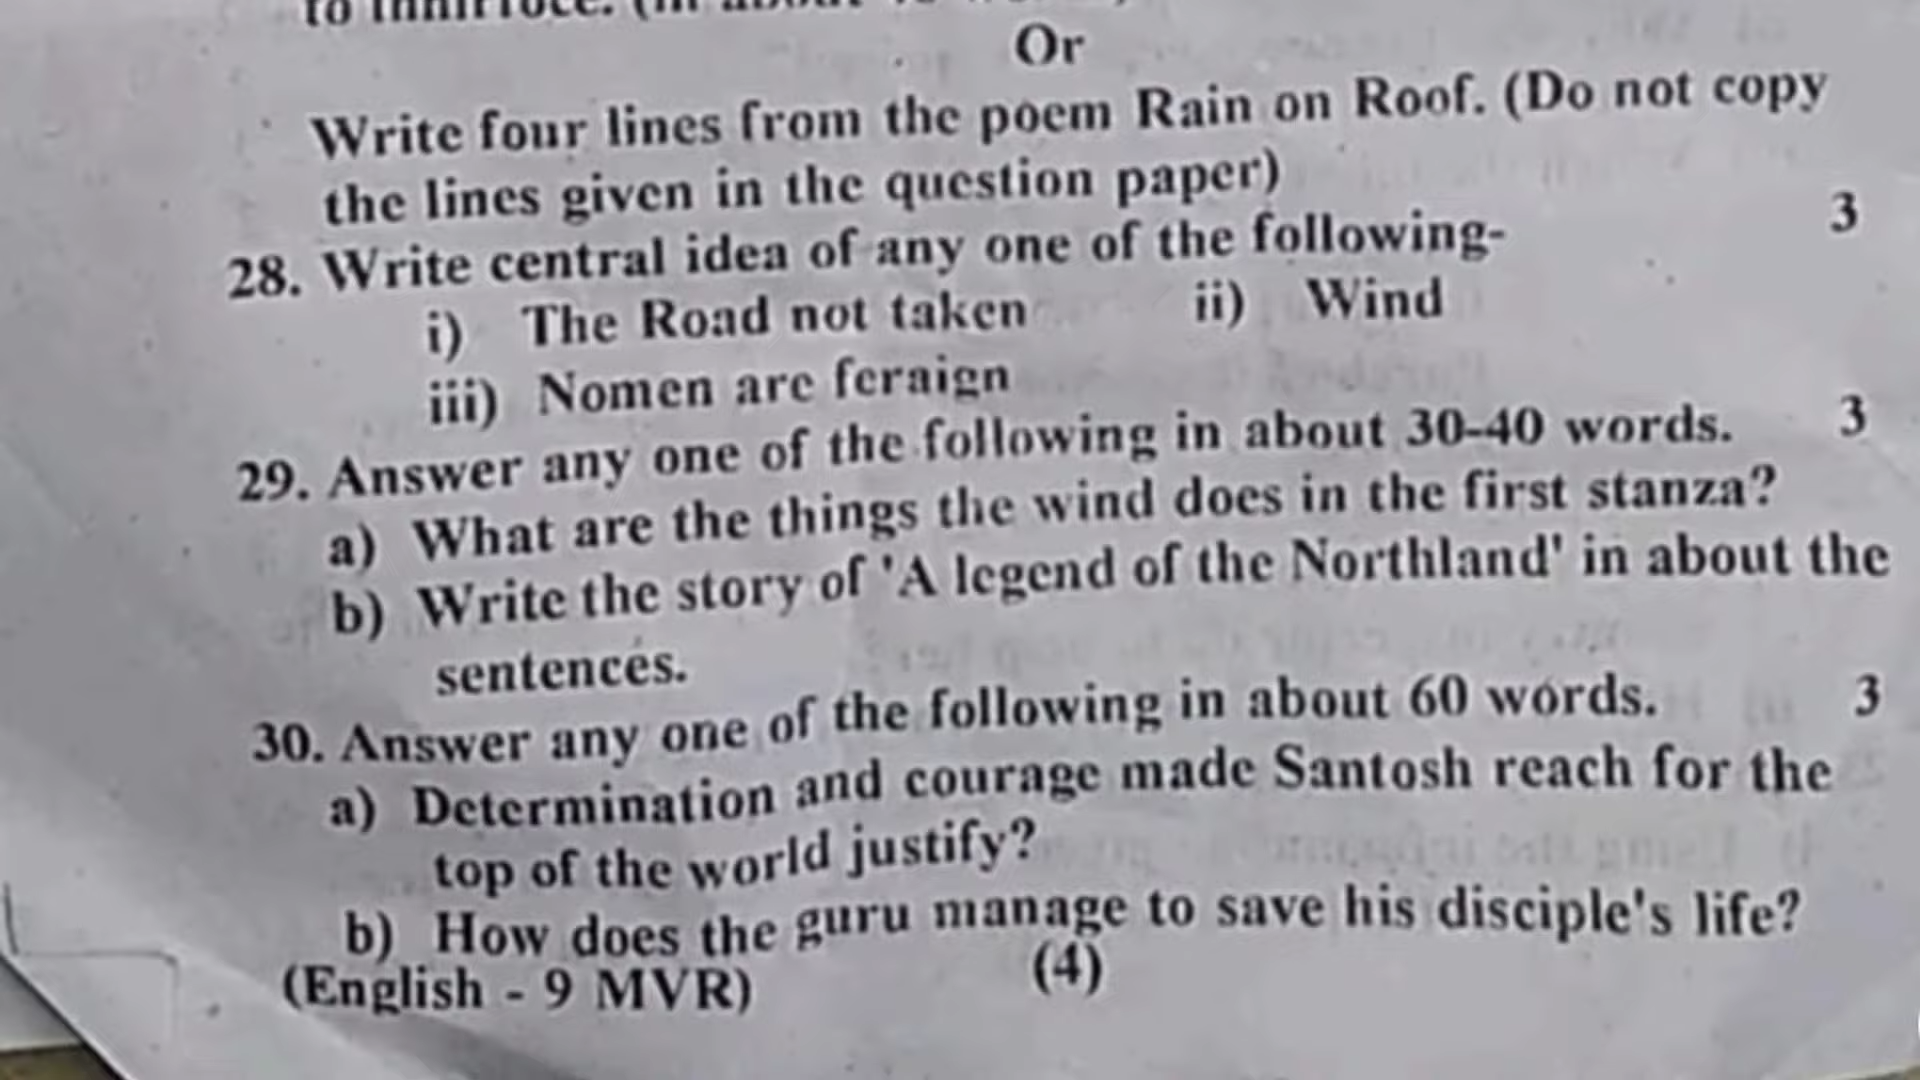 Or
Write four lines from the poem Rain on Roof. (Do not copy
the lines given in the question paper)
28. Write central idea of any one of the following- 3
i) The Road not taken ii) Wind
iii) Nomen are feraign
29. Answer any one of the following in about 30-40 words. 3
a) What are the things the wind does in the first stanza?
b) Write the story of 'A legend of the Northland' in about the
sentences.
30. Answer any one of the following in about 60 words. 3
a) Determination and courage made Santosh reach for the
top of the world justify?
b) How does the guru manage to save his disciple's life?
(English - 9 MVR) (4)